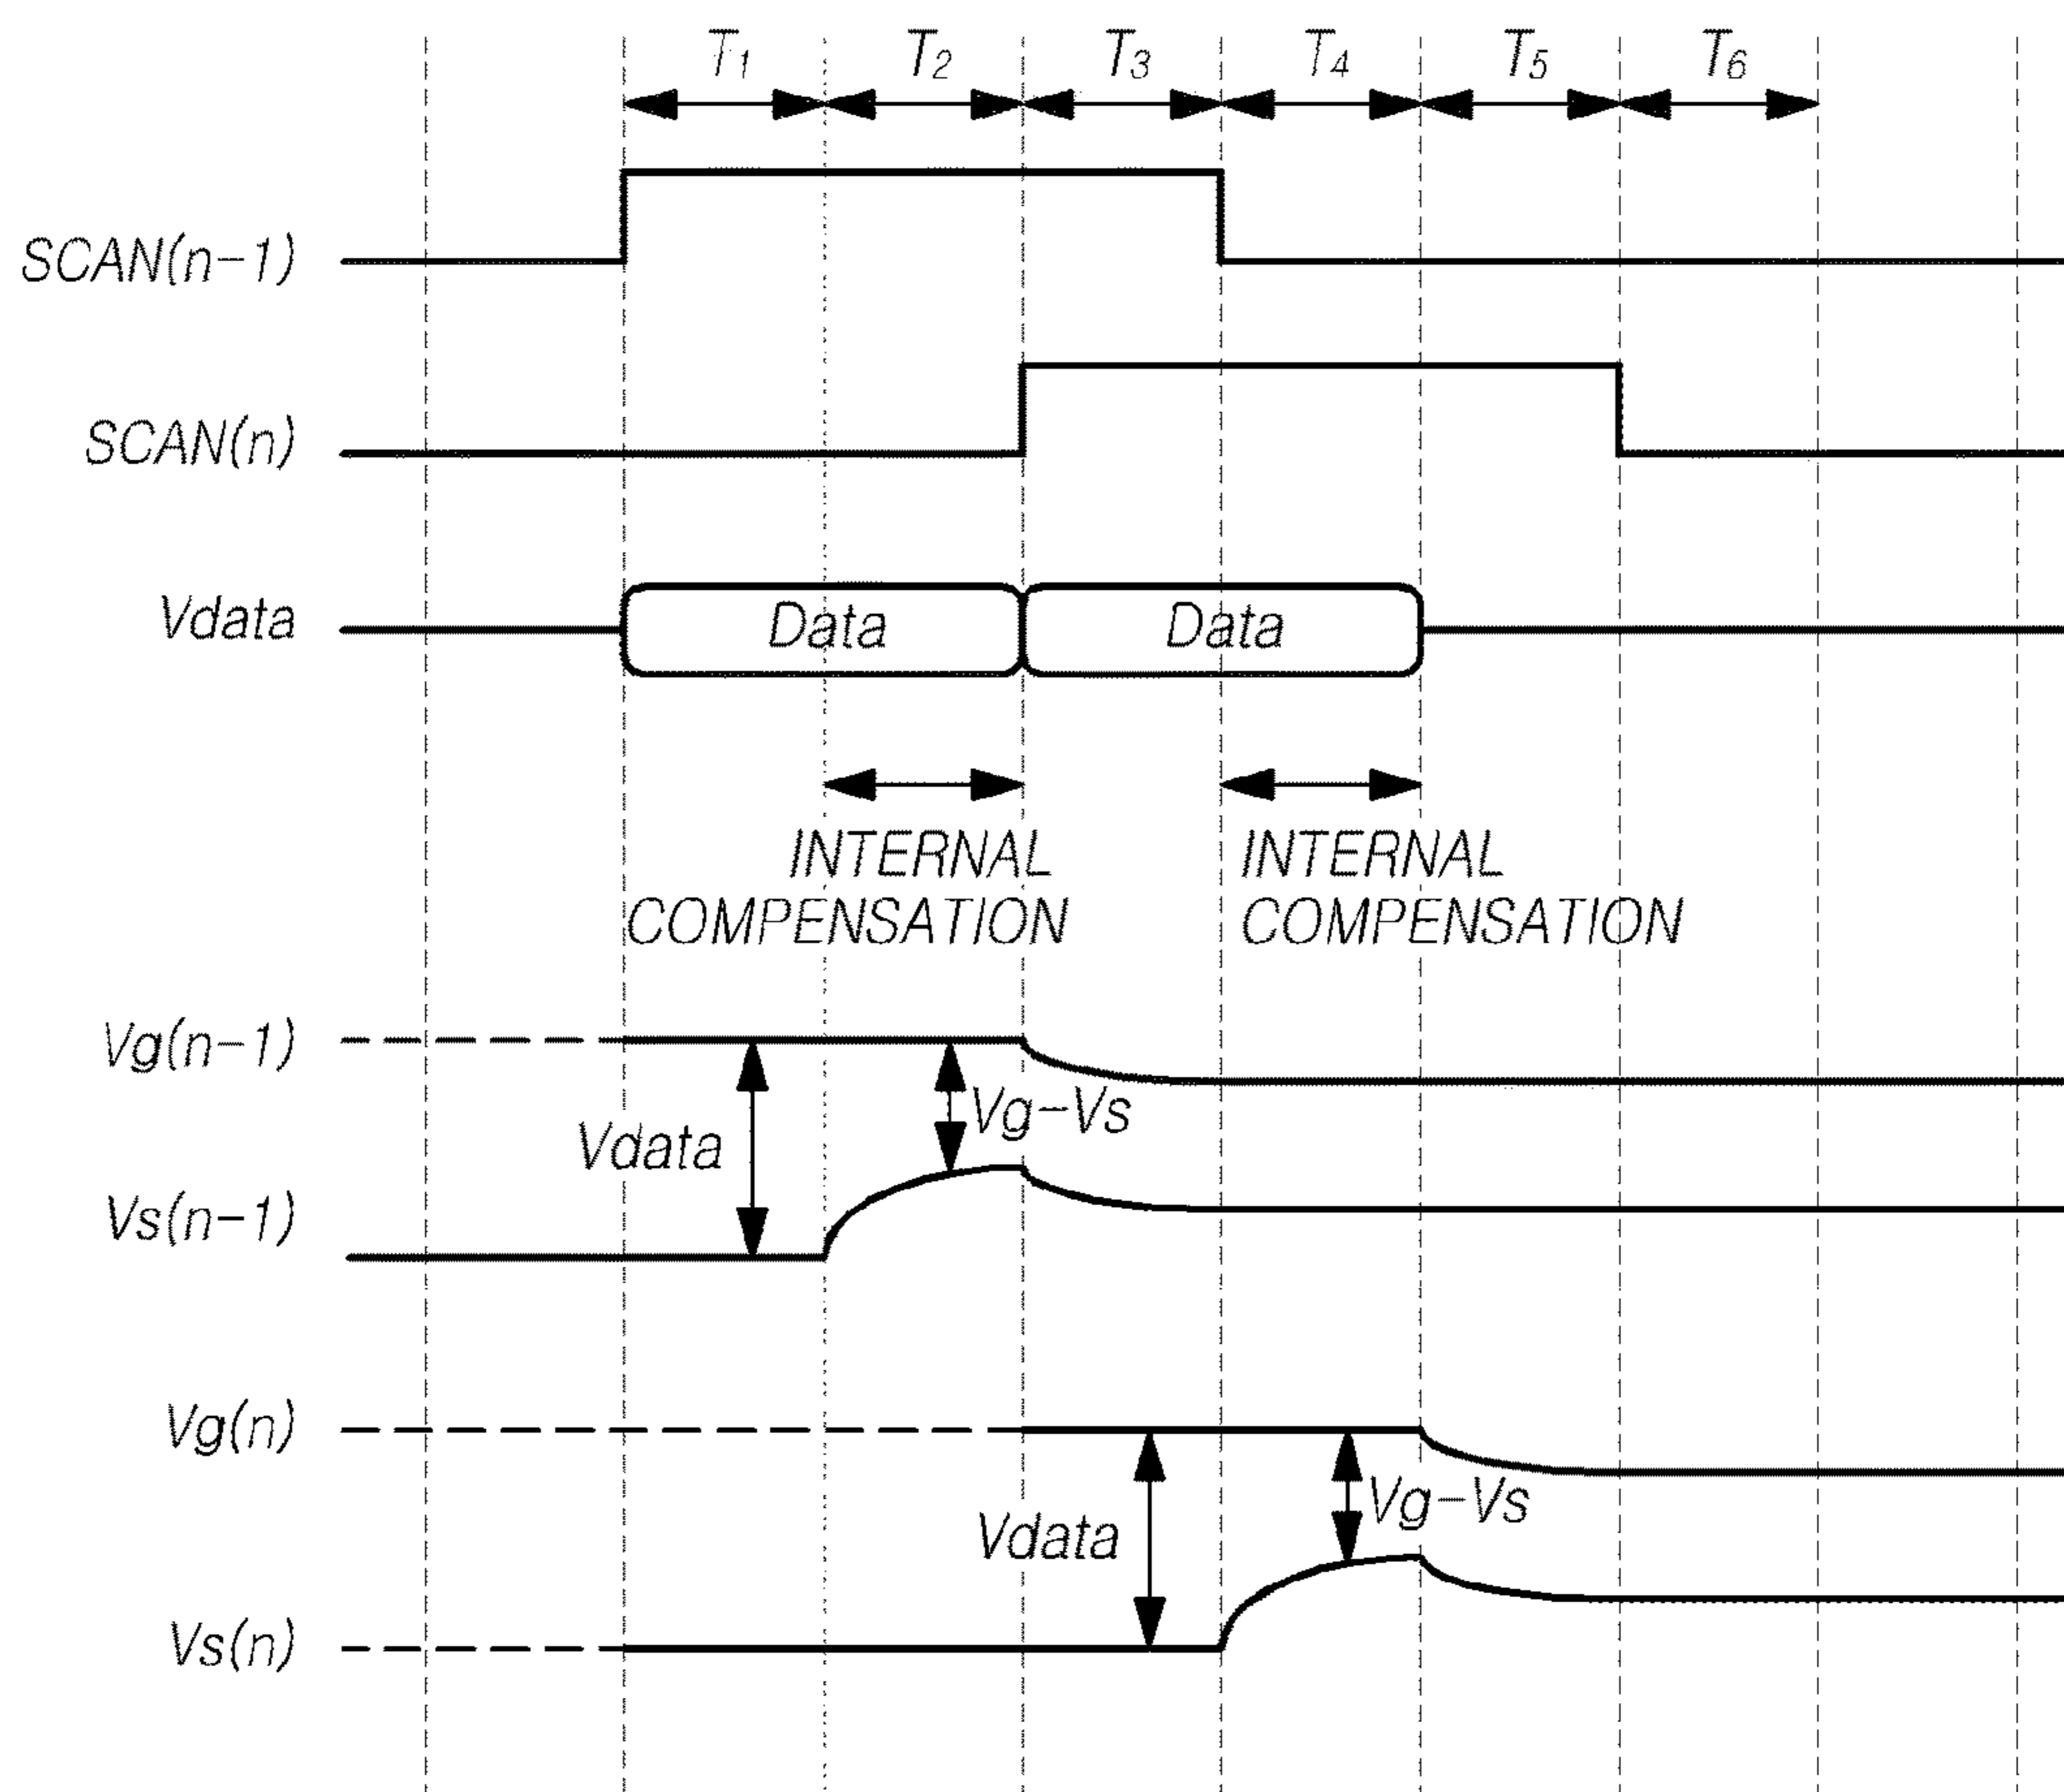 T1 T2 T3 T4 T5 T6
SCAN(n-1)
SCAN(n)
Vdata Data Data
INTERNAL COMPENSATION
INTERNAL COMPENSATION
Vg(n-1)
Vg-Vs
Vdata
Vs(n-1)
Vg(n)
Vg-Vs
Vdata
Vs(n)